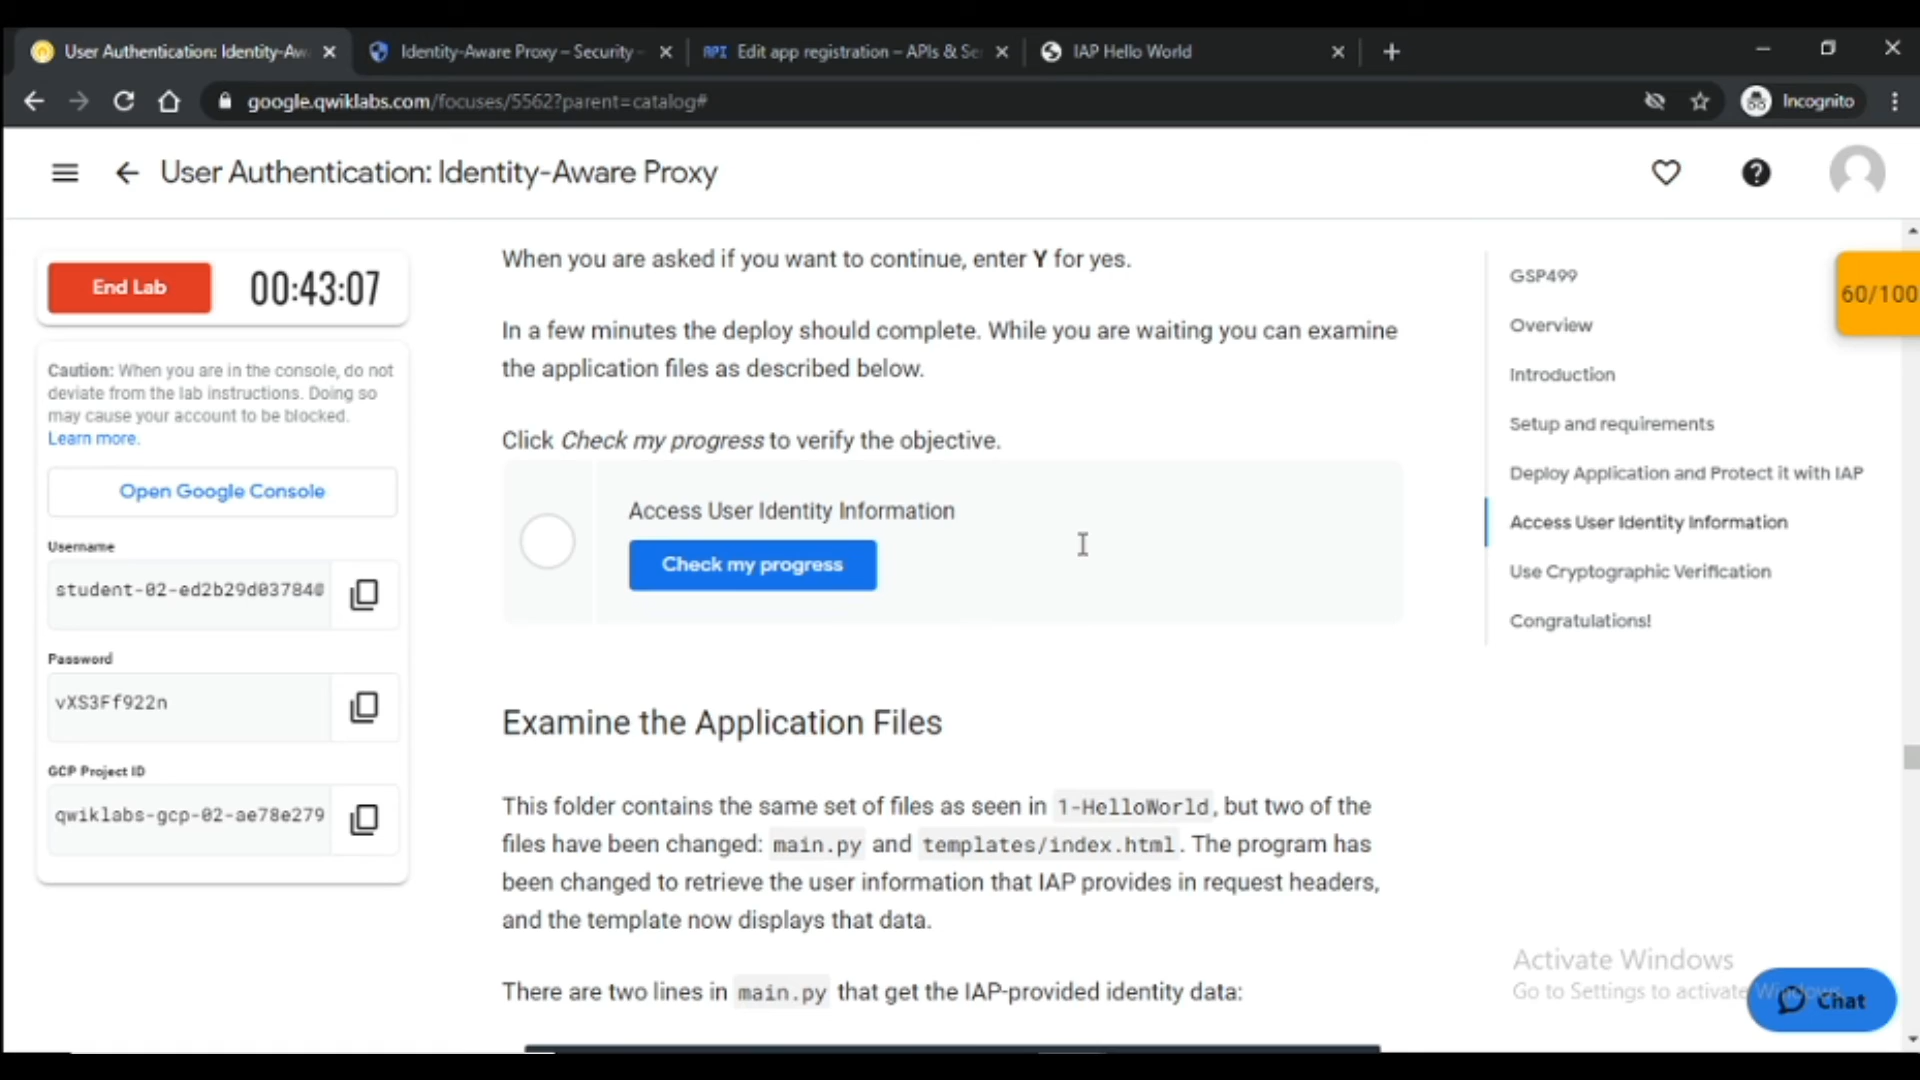 User Authentication: Identity-Aw
Identity-Aware Proxy – Security
API Edit app registration – APIs & Se
IAP Hello World
google.qwiklabs.com/focuses/5562?parent=catalog#
Incognito
User Authentication: Identity-Aware Proxy
End Lab
00:43:07
Caution: When you are in the console, do not
deviate from the lab instructions. Doing so
may cause your account to be blocked.
Learn more.
Open Google Console
Username
student-02-ed2b29d03784@
Password
vXS3Ff922n
GCP Project ID
qwiklabs-gcp-02-ae78e279
When you are asked if you want to continue, enter Y for yes.
In a few minutes the deploy should complete. While you are waiting you can examine
the application files as described below.
Click Check my progress to verify the objective.
Access User Identity Information
Check my progress
Examine the Application Files
This folder contains the same set of files as seen in 1-HelloWorld, but two of the
files have been changed: main.py and templates/index.html. The program has
been changed to retrieve the user information that IAP provides in request headers,
and the template now displays that data.
There are two lines in main.py that get the IAP-provided identity data:
GSP499
Overview
Introduction
Setup and requirements
Deploy Application and Protect it with IAP
Access User Identity Information
Use Cryptographic Verification
Congratulations!
60/100
Activate Windows
Go to Settings to activate Windows.
Chat